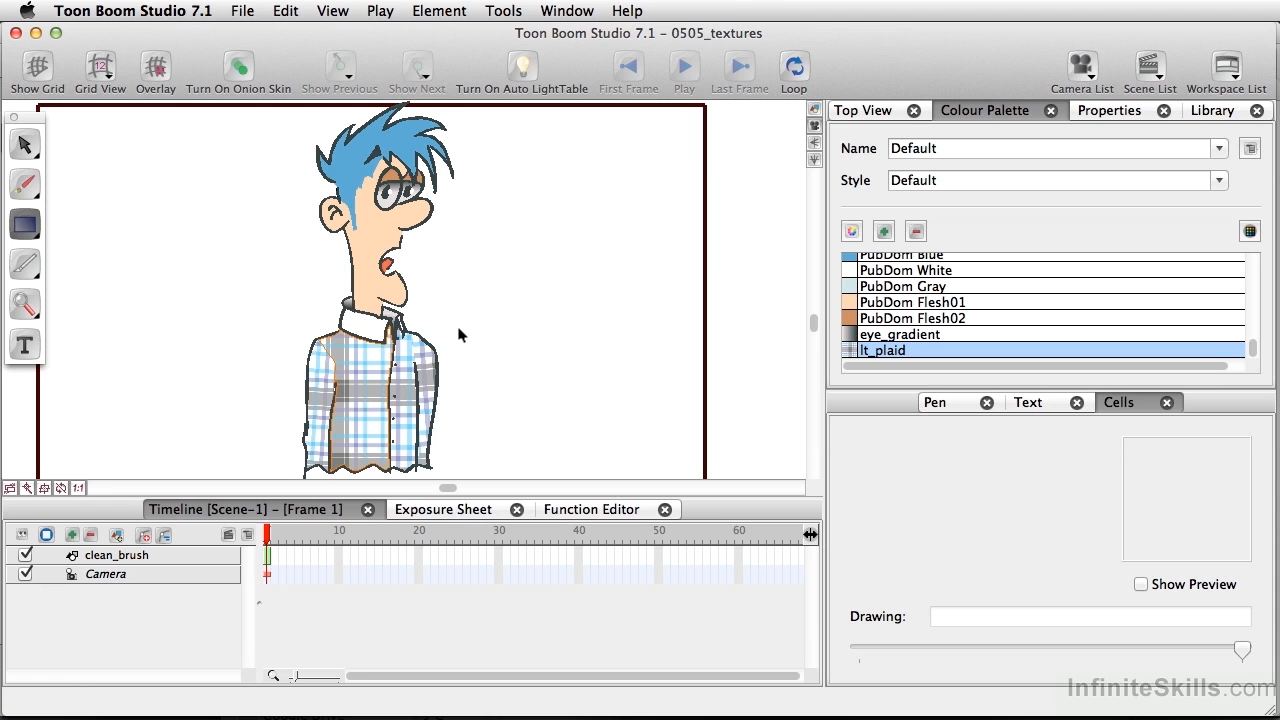 Toon Boom Studio 7.1 File Edit View Play Element Tools Window Help
Toon Boom Studio 7.1 - 0505_textures
12
Show Grid Grid View Overlay Turn On Onion Skin Show Previous Show Next Turn On Auto LightTable First Frame Play Last Frame Loop Camera List Scene List Workspace List
Top View Colour Palette Properties Library
Name Default
Style Default
PubDom Blue
PubDom White
PubDom Gray
PubDom Flesh01
PubDom Flesh02
eye_gradient
lt_plaid
T
Pen Text Cells
Show Preview
Drawing:
1:1
Timeline [Scene-1] - [Frame 1] Exposure Sheet Function Editor
10 20 30 40 50 60
clean_brush
Camera
InfiniteSkills.com